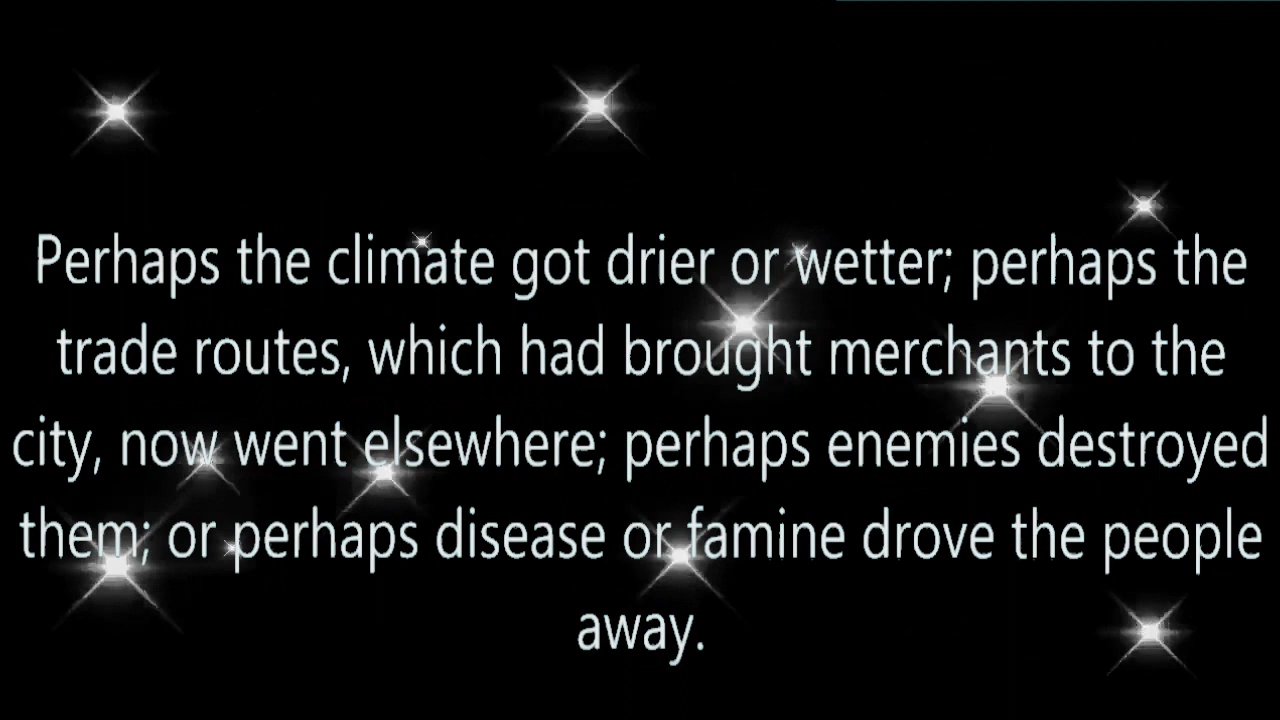 Perhaps the climate got drier or wetter; perhaps the
trade routes, which had brought merchants to the
city, now went elsewhere; perhaps enemies destroyed
them; or perhaps disease or famine drove the people
away.